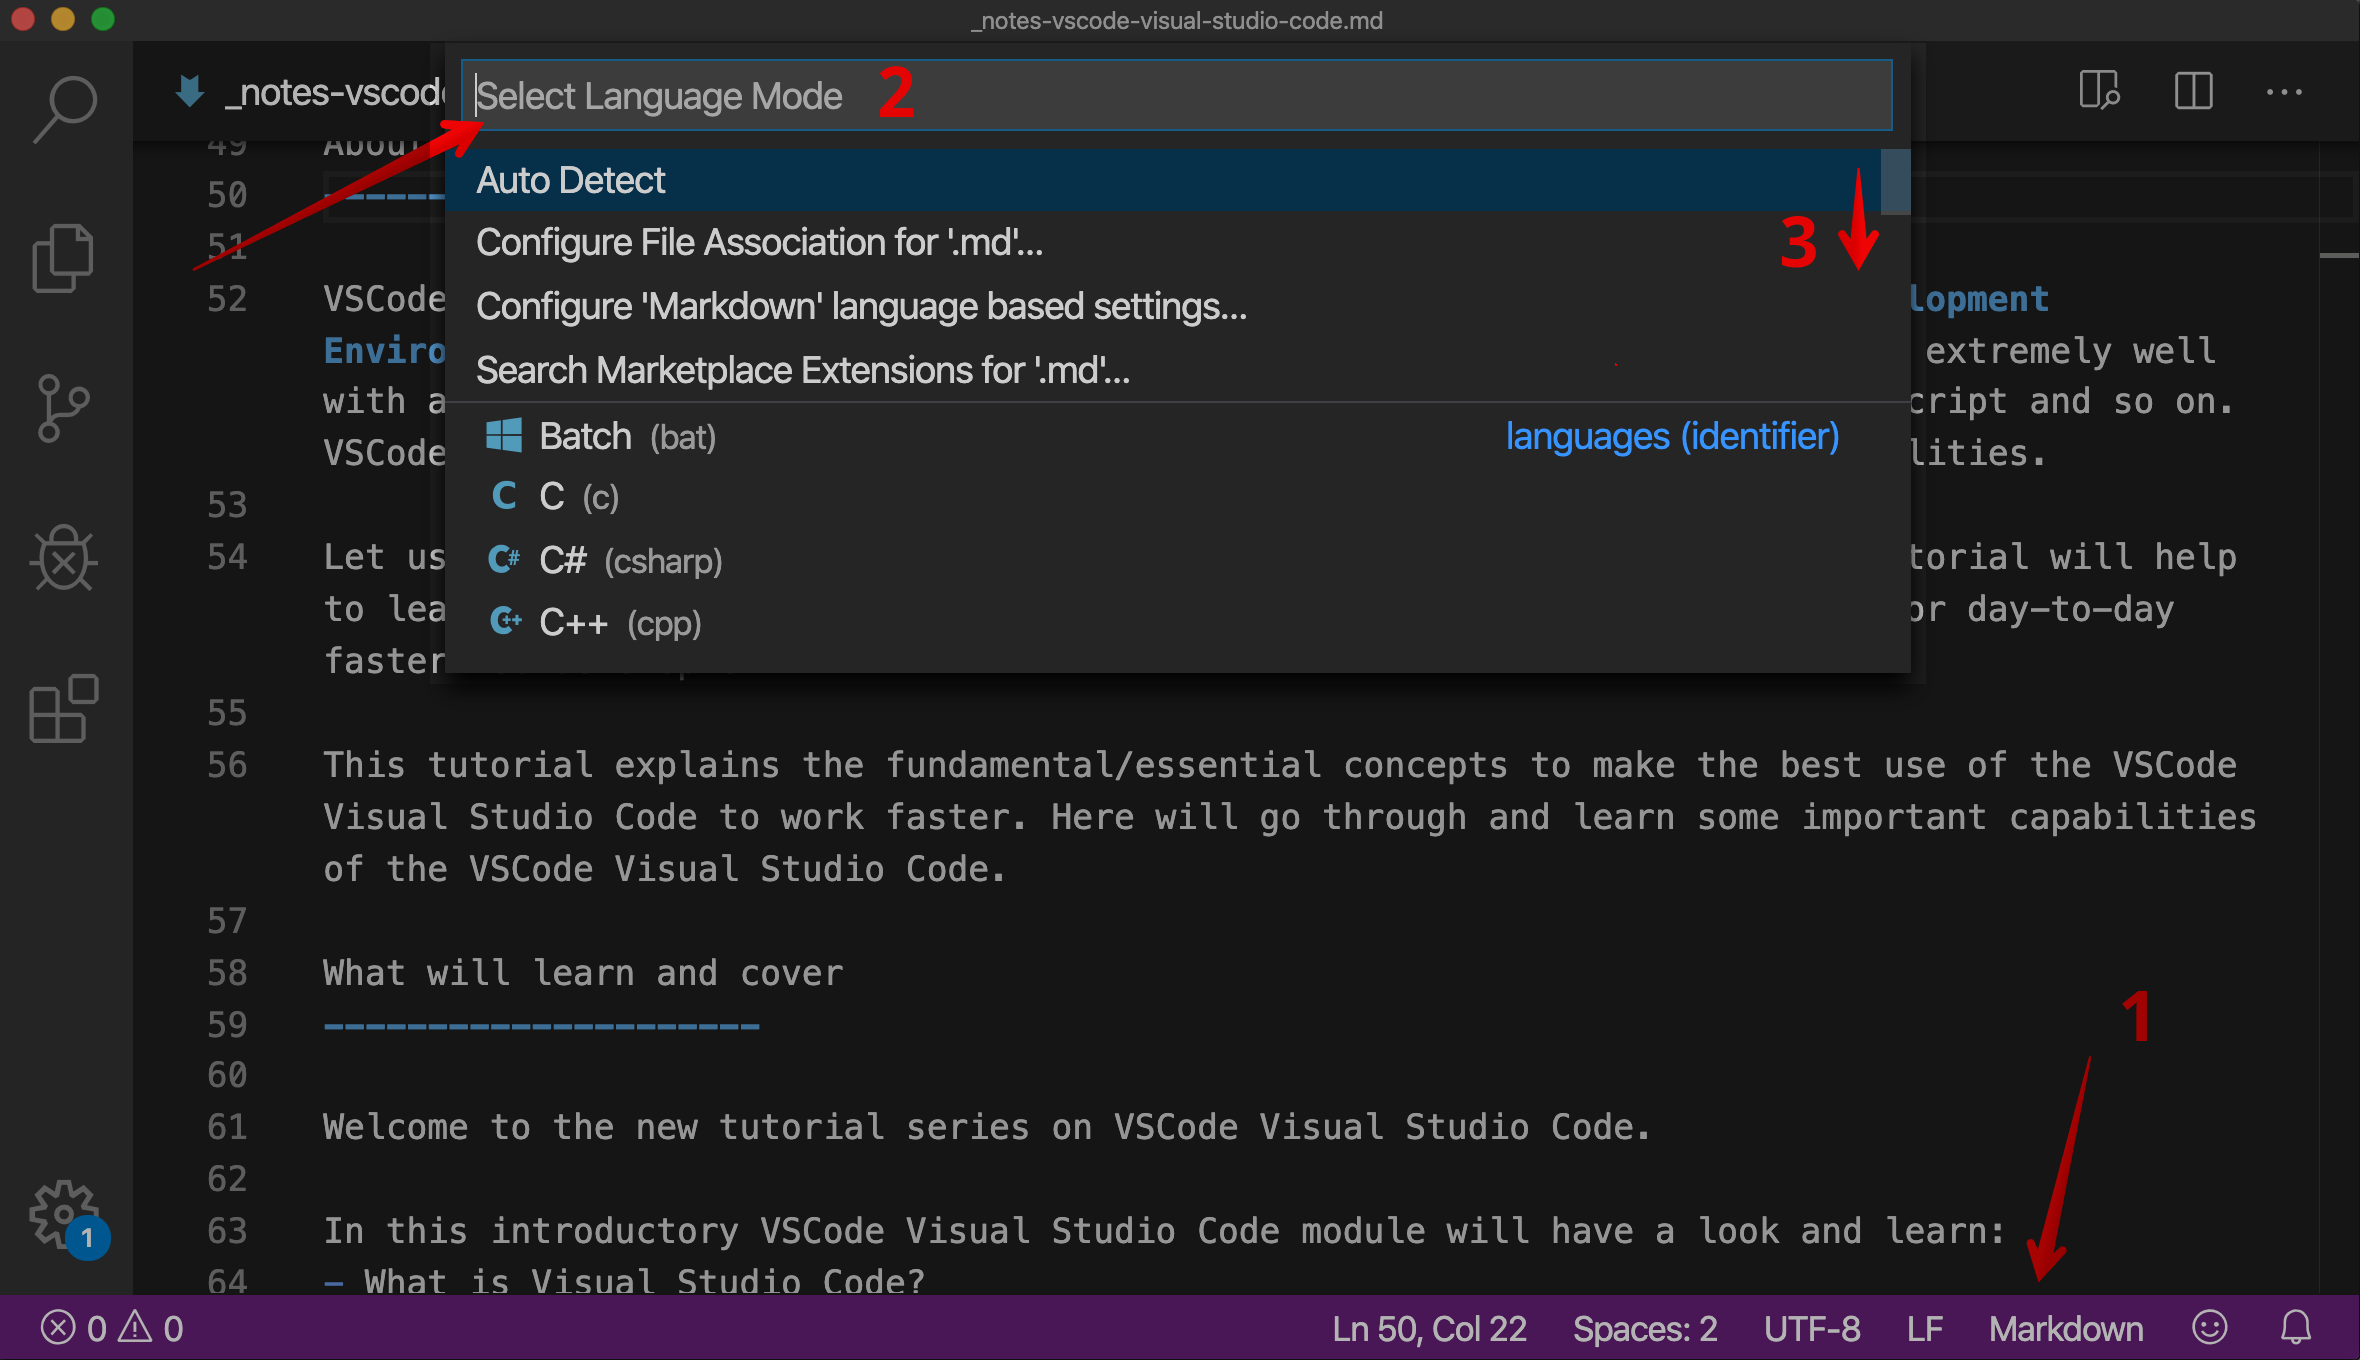 _notes-vscode-visual-studio-code.md
_notes-vscod
Select Language Mode 2
49 Abou
Auto Detect
50 ------
3
Configure File Association for '.md'...
51
Configure 'Markdown' language based settings...
52 VSCode lopment
Enviro extremely well
Search Marketplace Extensions for '.md'...
with a cript and so on.
Batch (bat) languages (identifier)
VSCode lities.
C (c)
53
C# (csharp)
54 Let us torial will help
to lea or day-to-day
C++ (cpp)
faster
55
56 This tutorial explains the fundamental/essential concepts to make the best use of the VSCode
Visual Studio Code to work faster. Here will go through and learn some important capabilities
of the VSCode Visual Studio Code.
57
58 What will learn and cover
59 ---------------------
1
60
61 Welcome to the new tutorial series on VSCode Visual Studio Code.
62
63 In this introductory VSCode Visual Studio Code module will have a look and learn:
64 - What is Visual Studio Code?
1
0 0 Ln 50, Col 22 Spaces: 2 UTF-8 LF Markdown